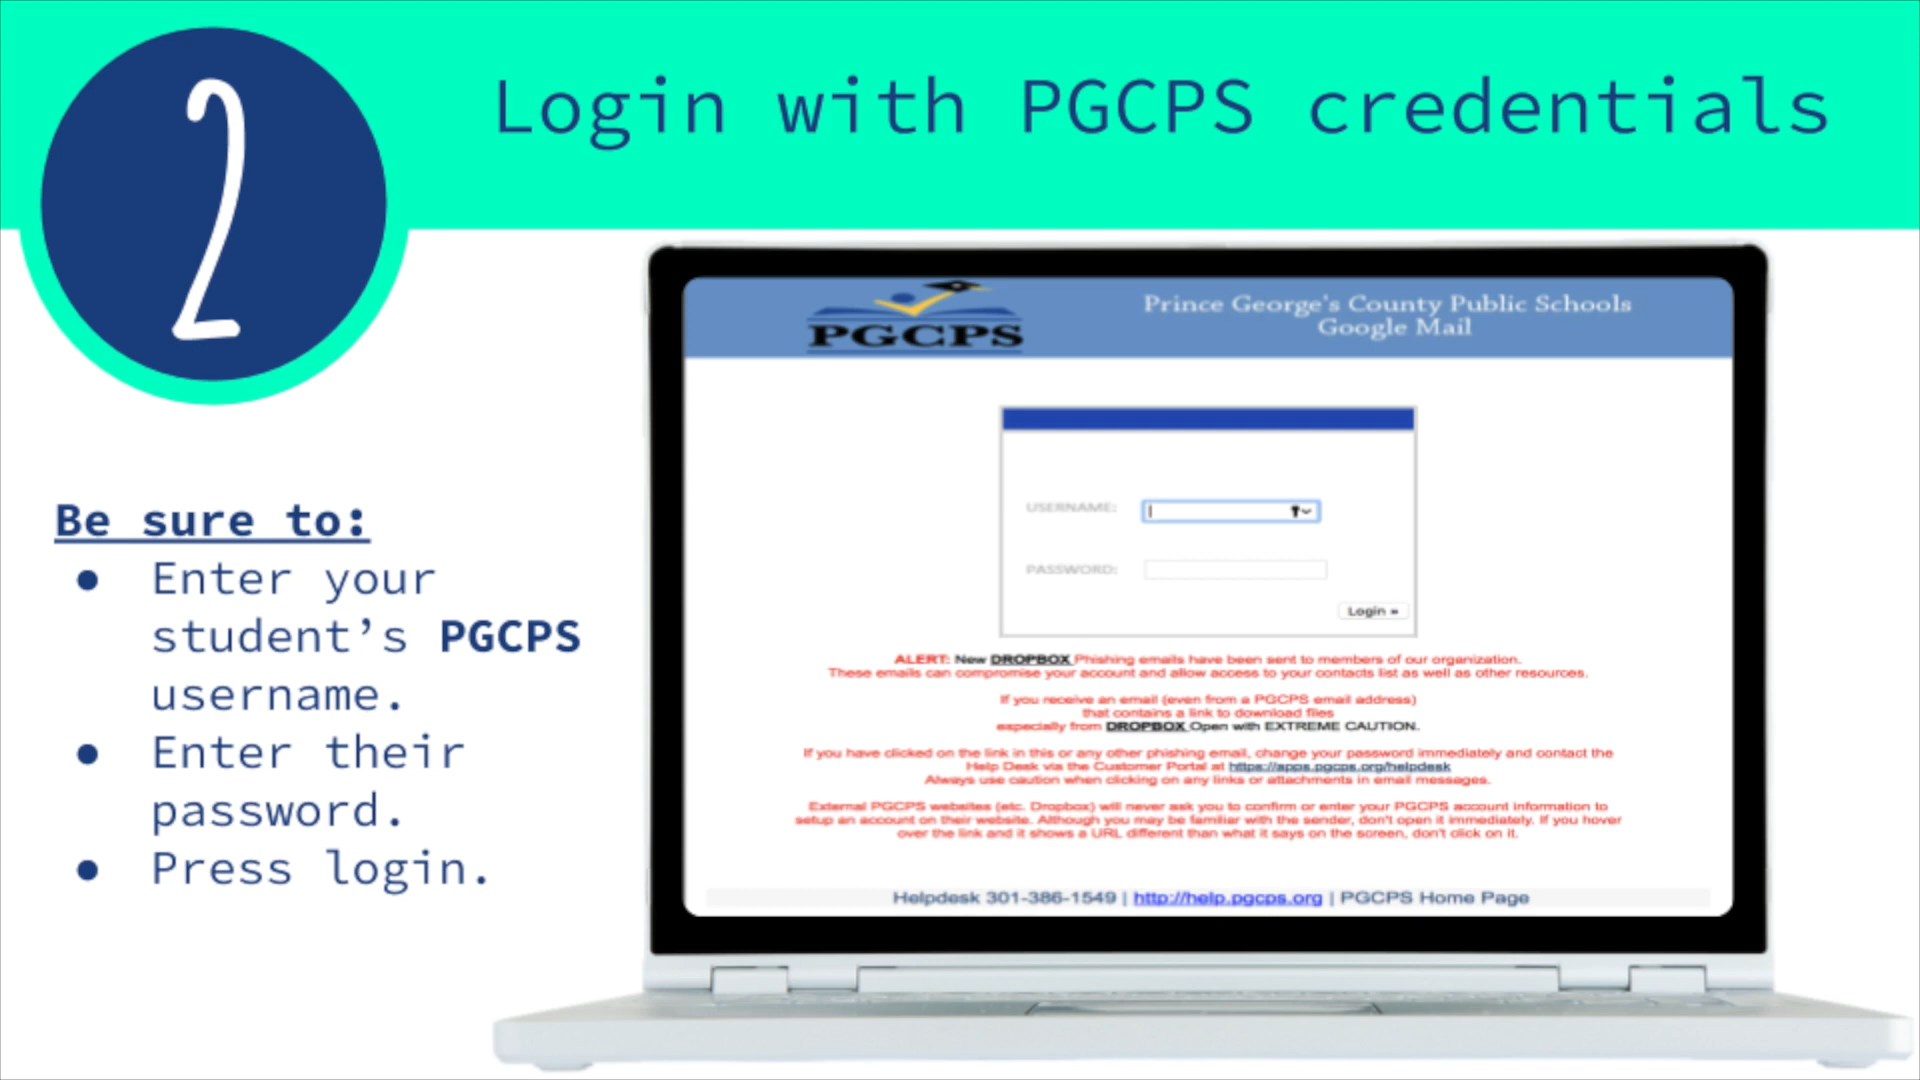 2
Login with PGCPS credentials
Be sure to:
● Enter your
student’s PGCPS
username.
● Enter their
password.
● Press login.
PGCPS
Prince George's County Public Schools
Google Mail
USERNAME:
PASSWORD:
Login »
ALERT: New DROPBOX Phishing emails have been sent to members of our organization.
These emails can compromise your account and allow access to your contacts list as well as other resources.
If you receive an email (even from a PGCPS email address)
that contains a link to download files
especially from DROPBOX Open with EXTREME CAUTION.
If you have clicked on the link in this or any other phishing email, change your password immediately and contact the
Help Desk via the Customer Portal at https://apps.pgcps.org/helpdesk
Always use caution when clicking on any links or attachments in email messages.
External PGCPS websites (etc. Dropbox) will never ask you to confirm or enter your PGCPS account information to
setup an account on their website. Although you may be familiar with the sender, don't open it immediately. If you hover
over the link and it shows a URL different than what it says on the screen, don't click on it.
Helpdesk 301-386-1549 | http://help.pgcps.org | PGCPS Home Page